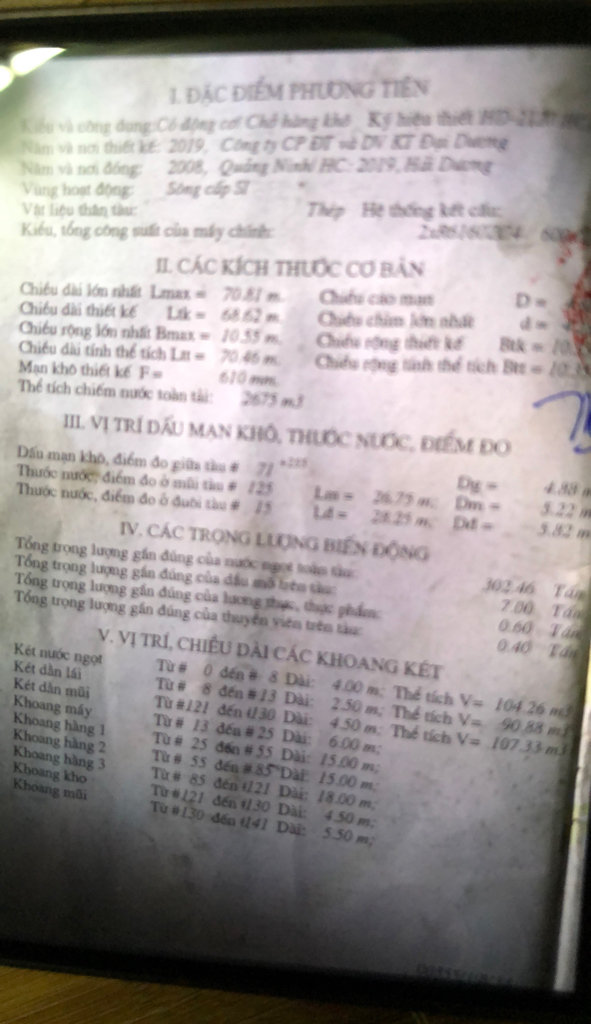 I. ĐẶC ĐIỂM PHƯƠNG TIỆN
Kiểu và công dụng: Có động cơ/ Chở hàng khô Ký hiệu thiết
Năm và nơi thiết kế: 2019, Công ty CP ĐT và DV KT Đại Dương
Năm và nơi đóng: 2008, Quảng Ninh/ HC: 2019, Hải Dương
Vùng hoạt động: Sông cấp SI
Vật liệu thân tàu: Thép Hệ thống kết cấu:
Kiểu, tổng công suất của máy chính:
II. CÁC KÍCH THƯỚC CƠ BẢN
Chiều dài lớn nhất Lmax = 70.81 m. Chiều cao mạn D =
Chiều dài thiết kế Ltk = 68.62 m. Chiều chìm lớn nhất d =
Chiều rộng lớn nhất Bmax = 10.55 m. Chiều rộng thiết kế Btk =
Chiều dài tính thể tích Ltt = 70.46 m. Chiều rộng tính thể tích Btt =
Mạn khô thiết kế F = 610 mm.
Thể tích chiếm nước toàn tải: 2675 m3
III. VỊ TRÍ DẤU MẠN KHÔ, THƯỚC NƯỚC, ĐIỂM ĐO
Dấu mạn khô, điểm đo giữa tàu # 71 Dg = 4.88 m
Thước nước, điểm đo ở mũi tàu # 125 Lm = 26.75 m; Dm = 5.22 m
Thước nước, điểm đo ở đuôi tàu # 15 Lđ = 28.25 m; Dđ = 5.82 m
IV. CÁC TRỌNG LƯỢNG BIẾN ĐỘNG
Tổng trọng lượng gần đúng của nước ngọt toàn tàu: 302.46 Tấn
Tổng trọng lượng gần đúng của dầu mỡ trên tàu: 7.00 Tấn
Tổng trọng lượng gần đúng của lương thực, thực phẩm: 0.60 Tấn
Tổng trọng lượng gần đúng của thuyền viên trên tàu: 0.40 Tấn
V. VỊ TRÍ, CHIỀU DÀI CÁC KHOANG KÉT
Két nước ngọt Từ # 0 đến # 8 Dài: 4.00 m; Thể tích V= 104.26 m3
Két dằn lái Từ # 8 đến # 13 Dài: 2.50 m; Thể tích V= 90.88 m3
Két dằn mũi Từ #121 đến #130 Dài: 4.50 m; Thể tích V= 107.33 m3
Khoang máy Từ # 13 đến # 25 Dài: 6.00 m;
Khoang hàng 1 Từ # 25 đến # 55 Dài: 15.00 m;
Khoang hàng 2 Từ # 55 đến # 85 Dài: 15.00 m;
Khoang hàng 3 Từ # 85 đến #121 Dài: 18.00 m;
Khoang kho Từ #121 đến #130 Dài: 4.50 m;
Khoang mũi Từ #130 đến #141 Dài: 5.50 m;